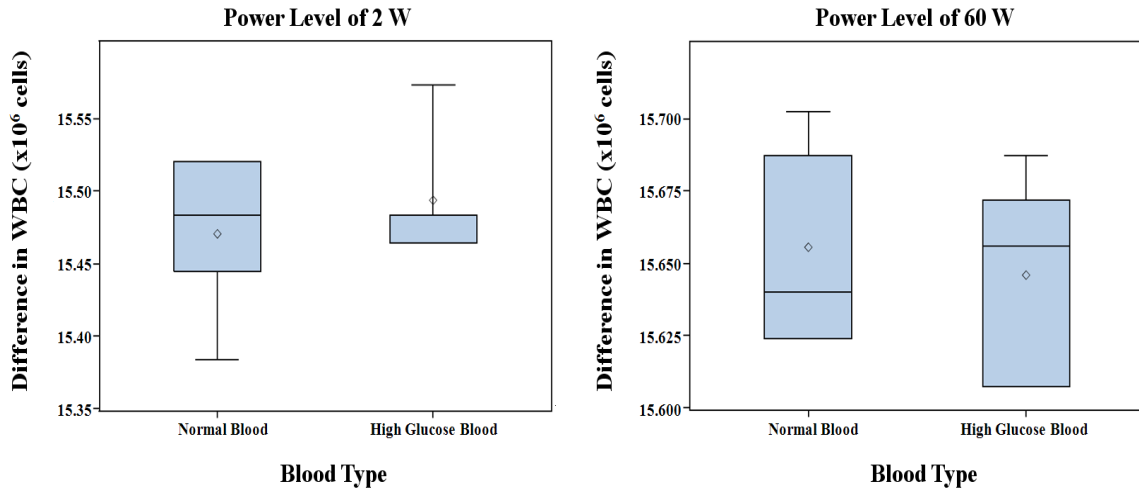 Power Level of 2 W
Difference in WBC (x10⁶ cells)
15.55
15.50
15.45
15.40
15.35
Normal Blood
High Glucose Blood
Blood Type
Power Level of 60 W
Difference in WBC (x10⁶ cells)
15.700
15.675
15.650
15.625
15.600
Normal Blood
High Glucose Blood
Blood Type